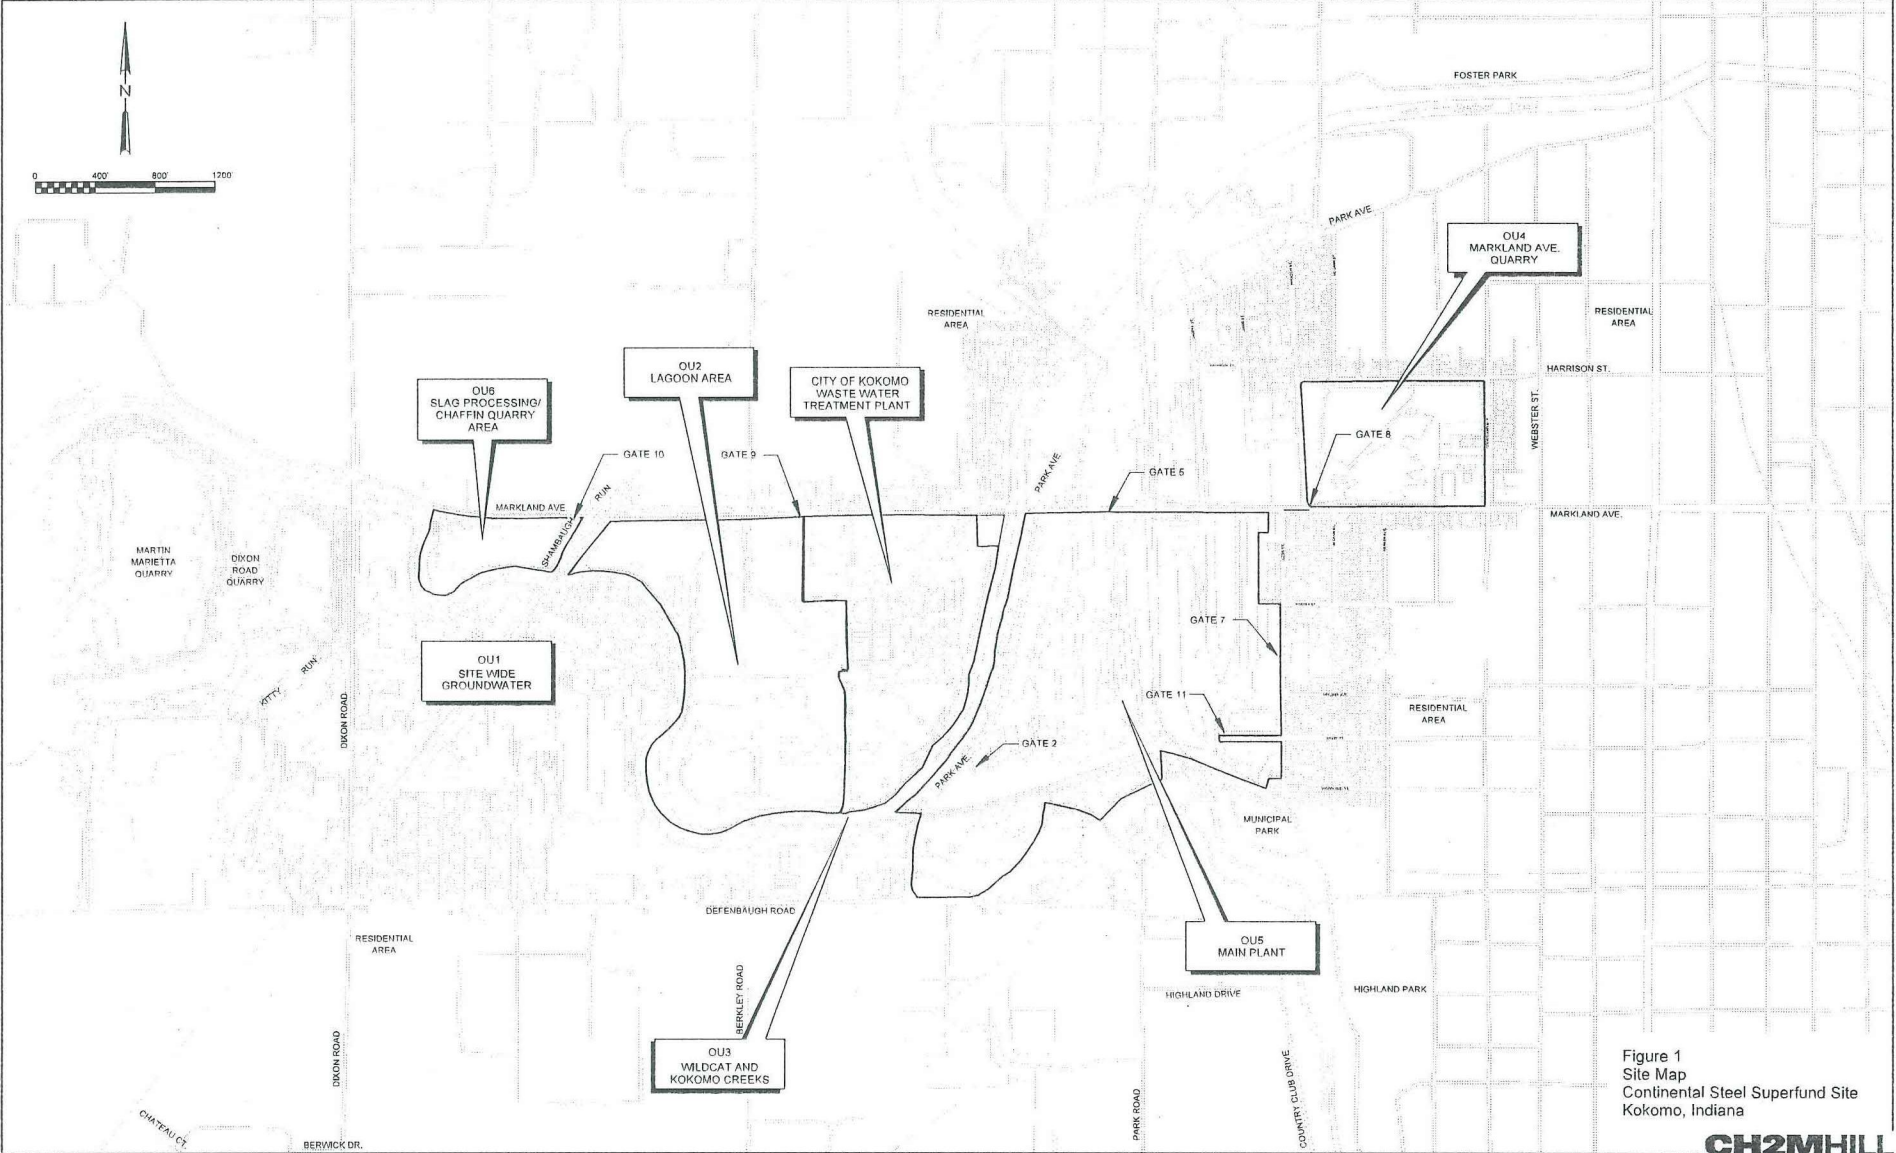 N
0 400' 800' 1200'
FOSTER PARK
PARK AVE.
OU4
MARKLAND AVE.
QUARRY
RESIDENTIAL
AREA
RESIDENTIAL
AREA
HARRISON ST.
WEBSTER ST.
OU6
SLAG PROCESSING/
CHAFFIN QUARRY
AREA
OU2
LAGOON AREA
CITY OF KOKOMO
WASTE WATER
TREATMENT PLANT
GATE 8
GATE 10
GATE 9
PARK AVE.
GATE 5
MARKLAND AVE.
SHAMBAUGH RUN
MARKLAND AVE.
MARTIN
MARIETTA
QUARRY
DIXON
ROAD
QUARRY
GATE 7
OU1
SITE WIDE
GROUNDWATER
KITTY RUN
DIXON ROAD
GATE 11
RESIDENTIAL
AREA
GATE 2
PARK AVE.
MUNICIPAL
PARK
DEFENBAUGH ROAD
RESIDENTIAL
AREA
OU5
MAIN PLANT
BERKLEY ROAD
HIGHLAND DRIVE
HIGHLAND PARK
OU3
WILDCAT AND
KOKOMO CREEKS
DIXON ROAD
PARK ROAD
COUNTRY CLUB DRIVE
CHATEAU CT.
BERWICK DR.
Figure 1
Site Map
Continental Steel Superfund Site
Kokomo, Indiana
CH2MHILL